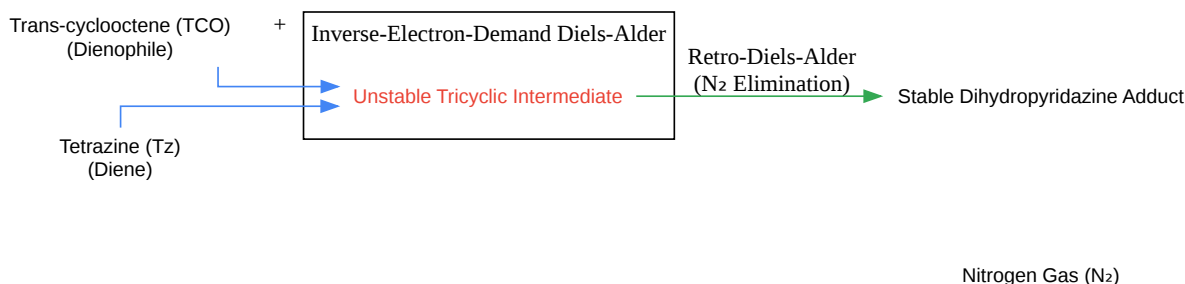 Trans-cyclooctene (TCO)
(Dienophile)
+
Inverse-Electron-Demand Diels-Alder
Unstable Tricyclic Intermediate
Retro-Diels-Alder
(N₂ Elimination)
Stable Dihydropyridazine Adduct
Tetrazine (Tz)
(Diene)
Nitrogen Gas (N₂)